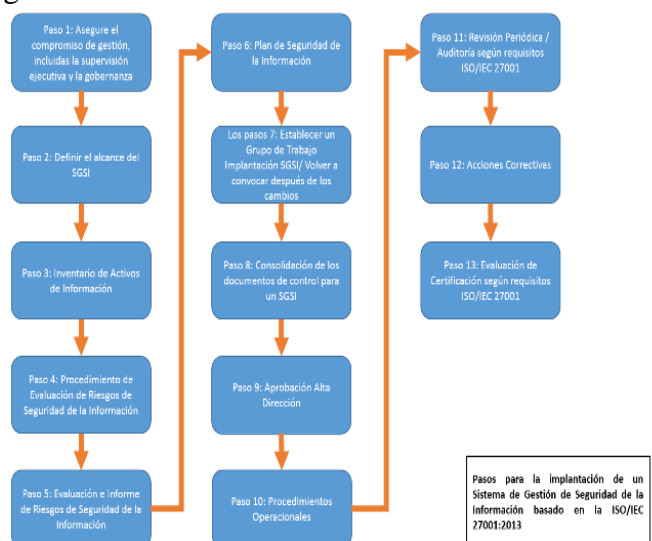 Paso 1: Asegure el
compromiso de gestión,
incluidas la supervisión
ejecutiva y la gobernanza
Paso 2: Definir el alcance del
SGSI
Paso 3: Inventario de Activos
de Información
Paso 4: Procedimiento de
Evaluación de Riesgos de
Seguridad de la Información
Paso 5: Evaluación e Informe
de Riesgos de Seguridad de la
Información
Paso 6: Plan de Seguridad de
la Información
Los pasos 7: Establecer un
Grupo de Trabajo
Implantación SGSI/ Volver a
convocar después de los
cambios
Paso 8: Consolidación de los
documentos de control para
un SGSI
Paso 9: Aprobación Alta
Dirección
Paso 10: Procedimientos
Operacionales
Paso 11: Revisión Periódica /
Auditoría según requisitos
ISO/IEC 27001
Paso 12: Acciones Correctivas
Paso 13: Evaluación de
Certificación según requisitos
ISO/IEC 27001
Pasos para la implantación de un
Sistema de Gestión de Seguridad de la
Información basado en la ISO/IEC
27001:2013